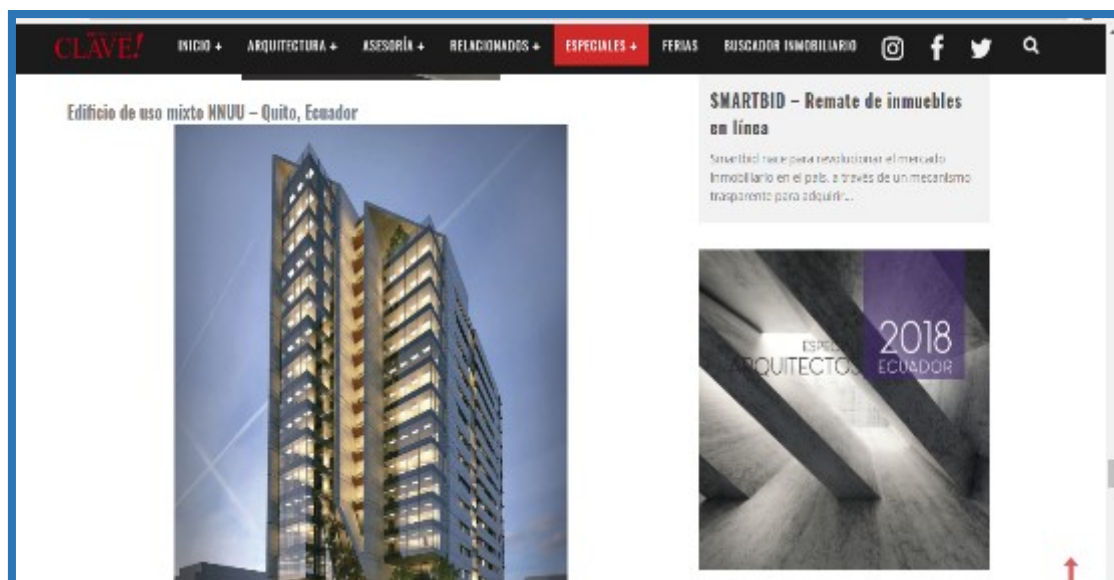 CLAVE!
INICIO + ARQUITECTURA + ASESORÍA + RELACIONADOS + ESPECIALES + FERIAS BUSCADOR INMOBILIARIO
Edificio de uso mixto NNUU – Quito, Ecuador
SMARTBID – Remate de inmuebles
en línea
Smartbid nace para revolucionar el mercado
inmobiliario en el país, a través de un mecanismo
trasparente para adquirir...
2018
ECUADOR
ARQUITECTOS